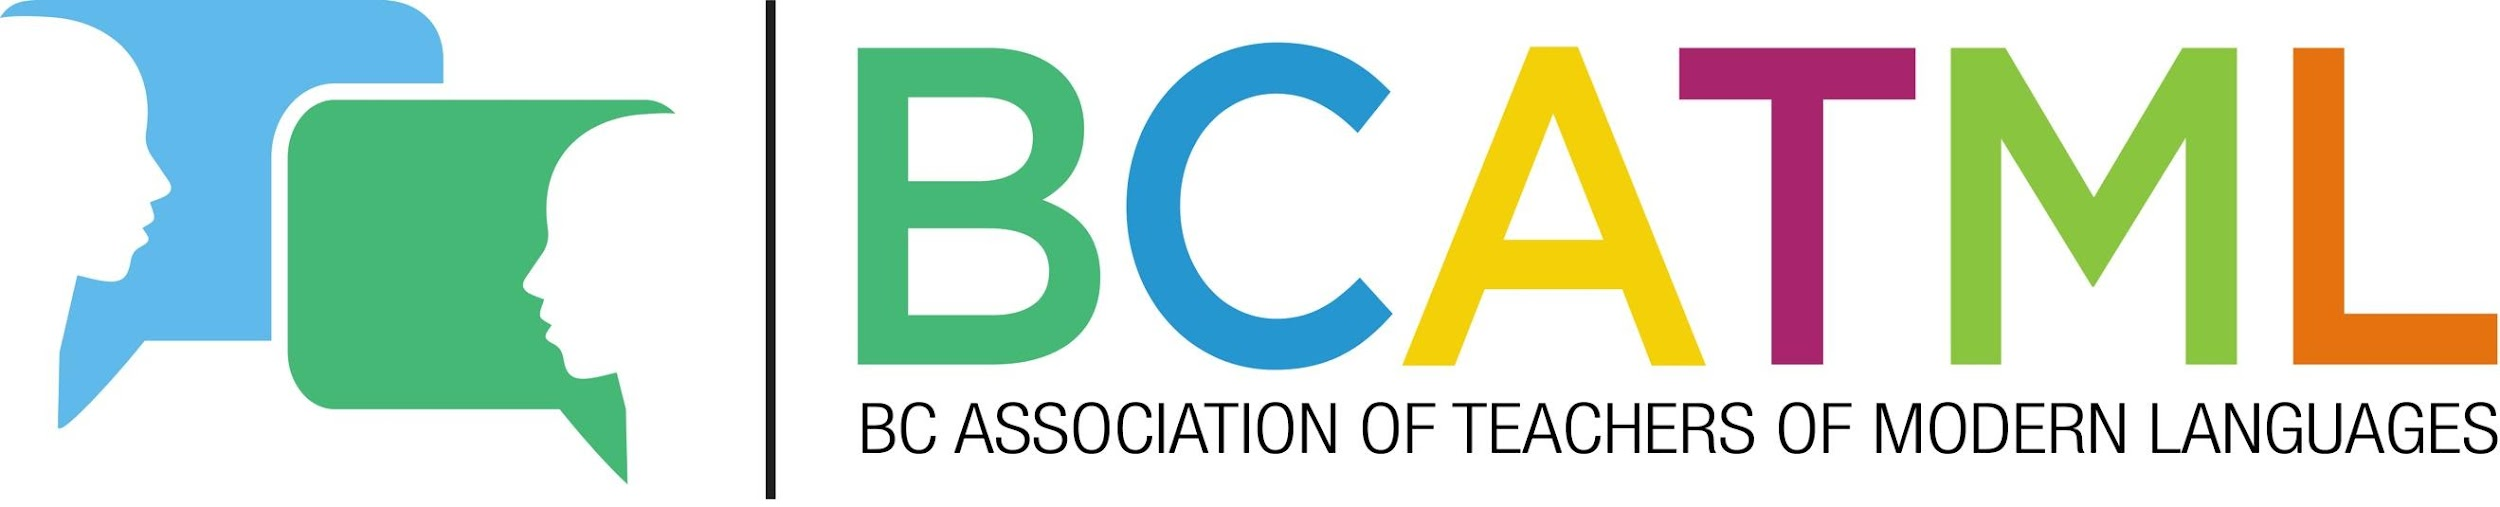 BCATML
BC ASSOCIATION OF TEACHERS OF MODERN LANGUAGES